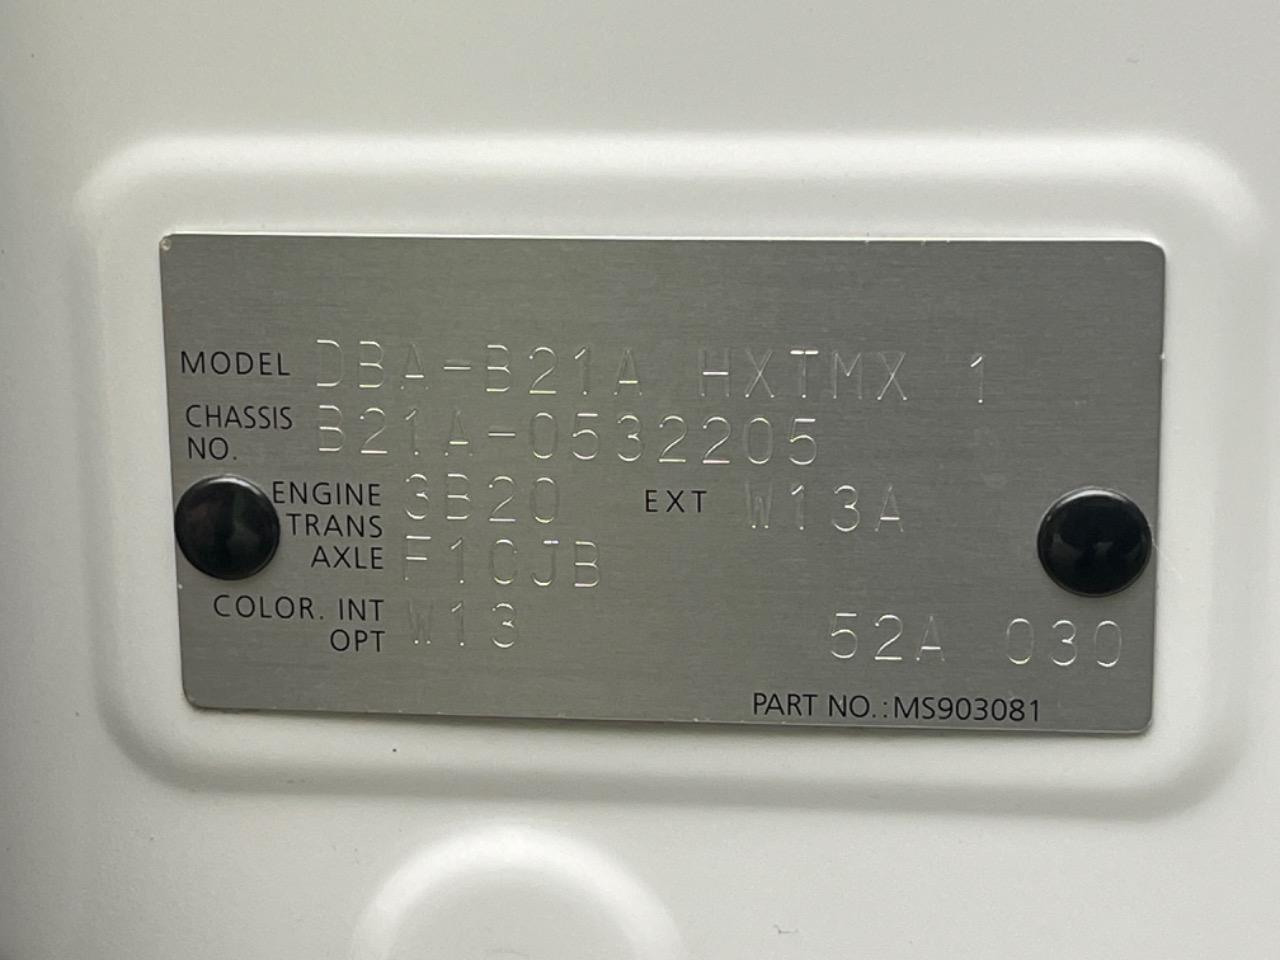 MODEL DBA-B21A HXTMX 1
CHASSIS NO. B21A-0532205
ENGINE 3B20 EXT W13A
TRANS AXLE F1CJB
COLOR. INT OPT W13 52A 030
PART NO.:MS903081